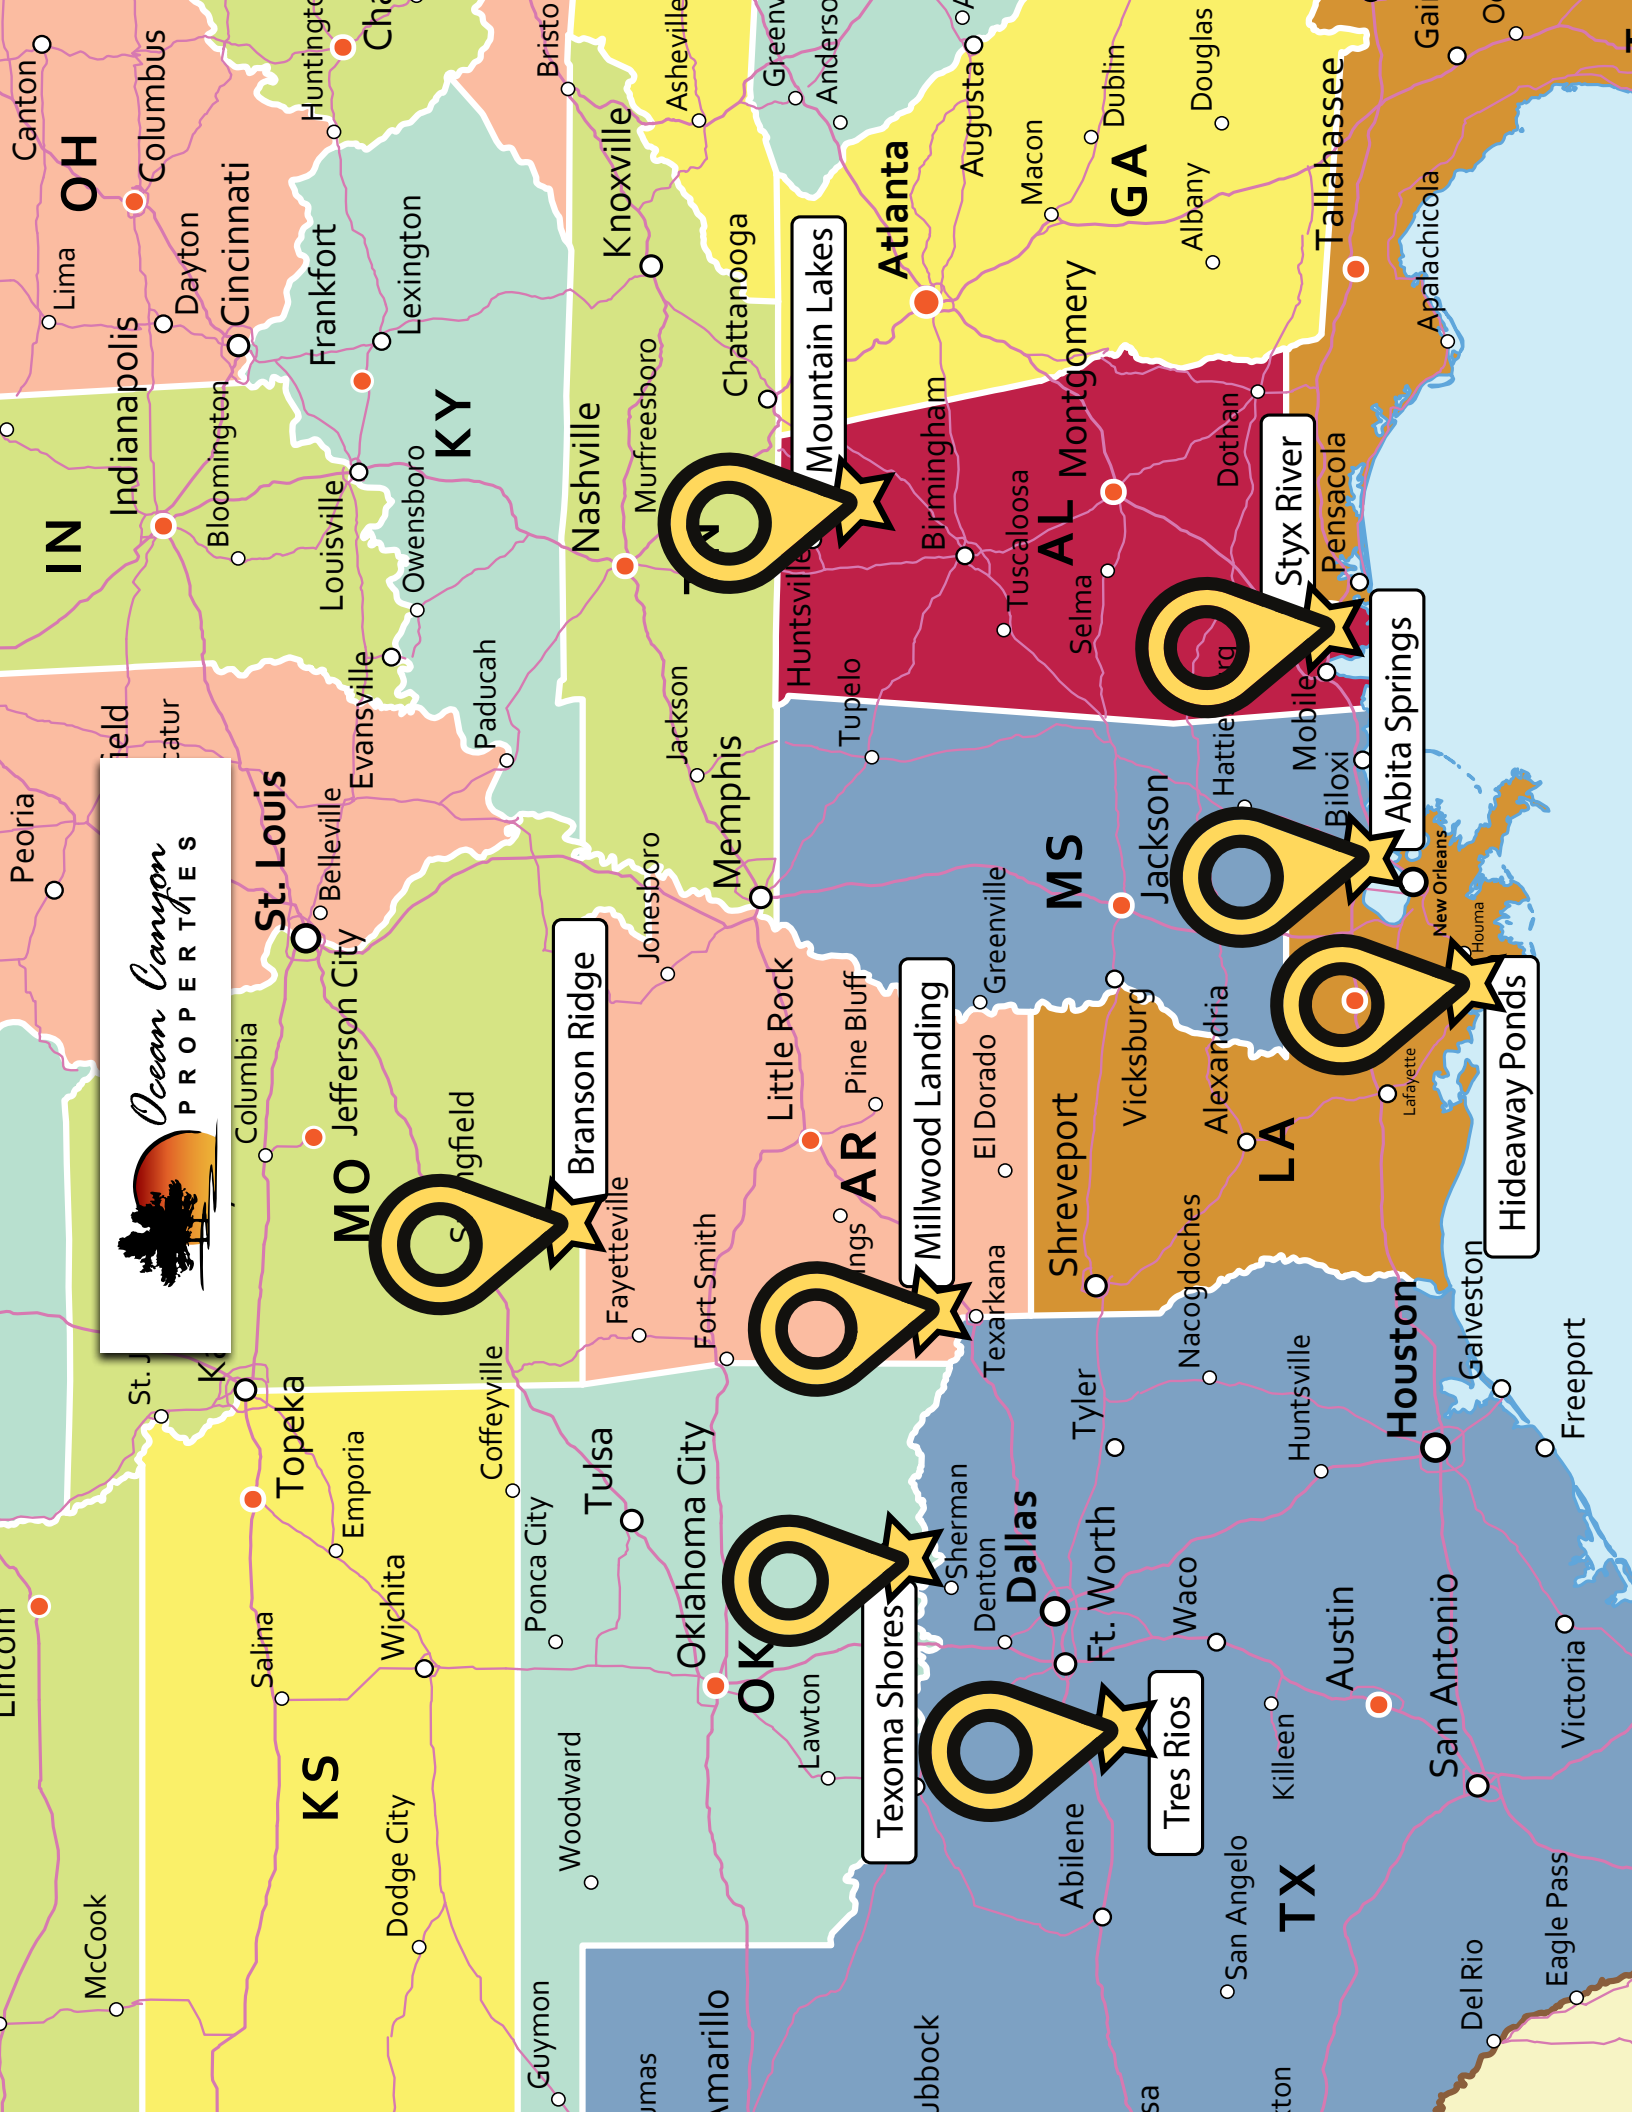 Ocean Canyon
PROPERTIES
Canton
OH
Columbus
Huntington
Lima
Dayton
Cincinnati
Frankfort
Lexington
IN
Indianapolis
Bloomington
Louisville
Owensboro
KY
Evansville
Paducah
Peoria
St. Louis
Belleville
Columbia
MO
Jefferson City
Branson Ridge
Knoxville
Asheville
Nashville
Murfreesboro
Chattanooga
Jackson
Memphis
Mountain Lakes
Huntsville
Atlanta
Augusta
Macon
Dublin
GA
Albany
Douglas
Birmingham
Tuscaloosa
AL
Montgomery
Selma
Dothan
Styx River
Pensacola
Tallahassee
Apalachicola
Tupelo
MS
Greenville
Jackson
Vicksburg
Mobile
Biloxi
Abita Springs
New Orleans
Houma
Hideaway Ponds
Lafayette
Alexandria
LA
Shreveport
Jonesboro
Little Rock
Pine Bluff
AR
El Dorado
Millwood Landing
Fayetteville
Fort Smith
Texarkana
Topeka
Emporia
Coffeyville
Salina
Wichita
KS
Dodge City
McCook
Ponca City
Tulsa
Oklahoma City
OK
Lawton
Woodward
Guymon
Texoma Shores
Sherman
Denton
Dallas
Ft. Worth
Tyler
Nacogdoches
Huntsville
Houston
Galveston
Freeport
Waco
Tres Rios
Killeen
Austin
San Antonio
Victoria
Abilene
San Angelo
TX
Del Rio
Eagle Pass
Amarillo